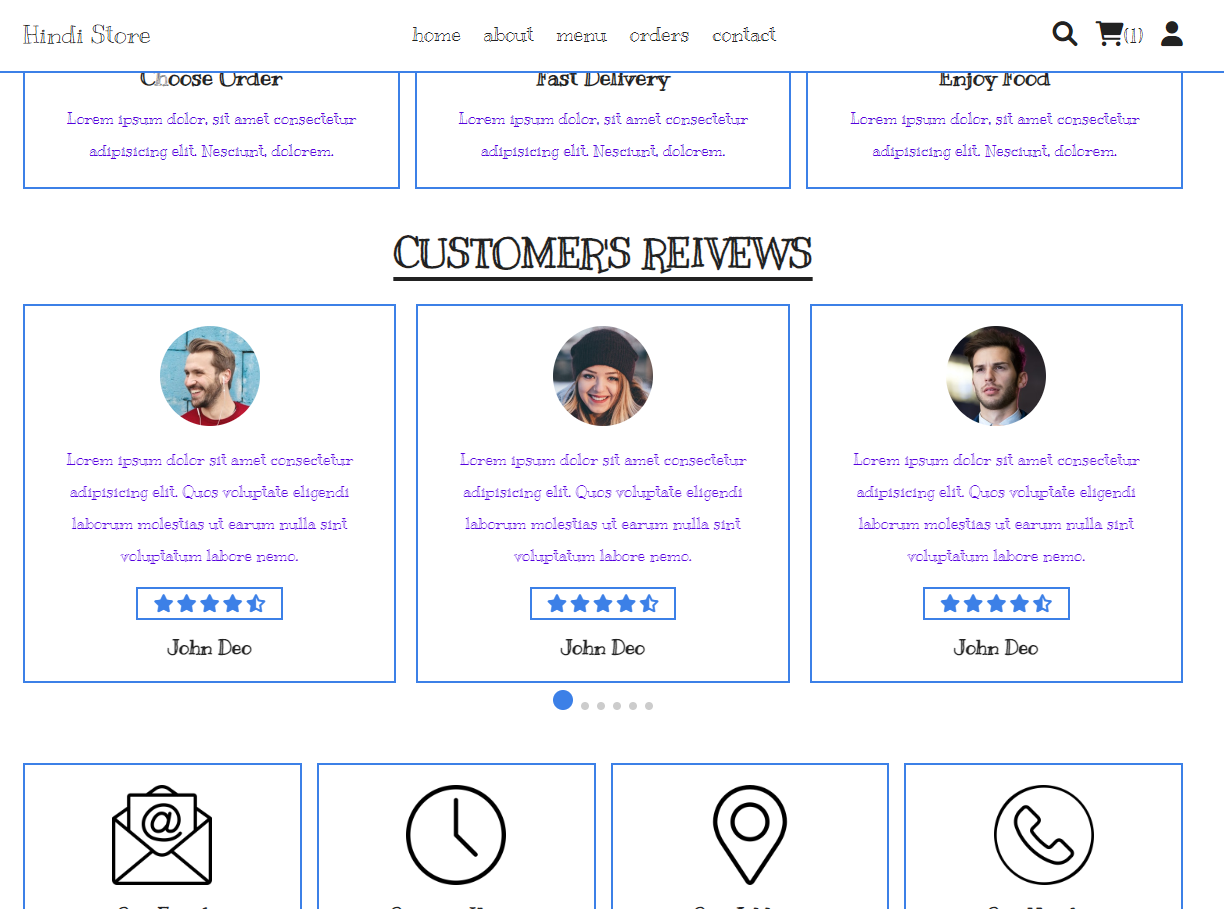 Hindi Store
home about menu orders contact
(1)
Choose Order
Fast Delivery
Enjoy Food
Lorem ipsum dolor, sit amet consectetur
adipisicing elit. Nesciunt, dolorem.
Lorem ipsum dolor, sit amet consectetur
adipisicing elit. Nesciunt, dolorem.
Lorem ipsum dolor, sit amet consectetur
adipisicing elit. Nesciunt, dolorem.
CUSTOMER'S REIVEWS
Lorem ipsum dolor sit amet consectetur
adipisicing elit. Quos voluptate eligendi
laborum molestias ut earum nulla sint
voluptatum labore nemo.
John Deo
Lorem ipsum dolor sit amet consectetur
adipisicing elit. Quos voluptate eligendi
laborum molestias ut earum nulla sint
voluptatum labore nemo.
John Deo
Lorem ipsum dolor sit amet consectetur
adipisicing elit. Quos voluptate eligendi
laborum molestias ut earum nulla sint
voluptatum labore nemo.
John Deo
@